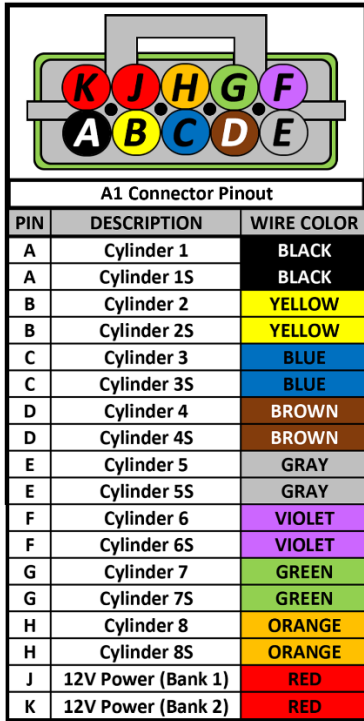 K J H G F
A B C D E
A1 Connector Pinout
PIN DESCRIPTION WIRE COLOR
A Cylinder 1 BLACK
A Cylinder 1S BLACK
B Cylinder 2 YELLOW
B Cylinder 2S YELLOW
C Cylinder 3 BLUE
C Cylinder 3S BLUE
D Cylinder 4 BROWN
D Cylinder 4S BROWN
E Cylinder 5 GRAY
E Cylinder 5S GRAY
F Cylinder 6 VIOLET
F Cylinder 6S VIOLET
G Cylinder 7 GREEN
G Cylinder 7S GREEN
H Cylinder 8 ORANGE
H Cylinder 8S ORANGE
J 12V Power (Bank 1) RED
K 12V Power (Bank 2) RED